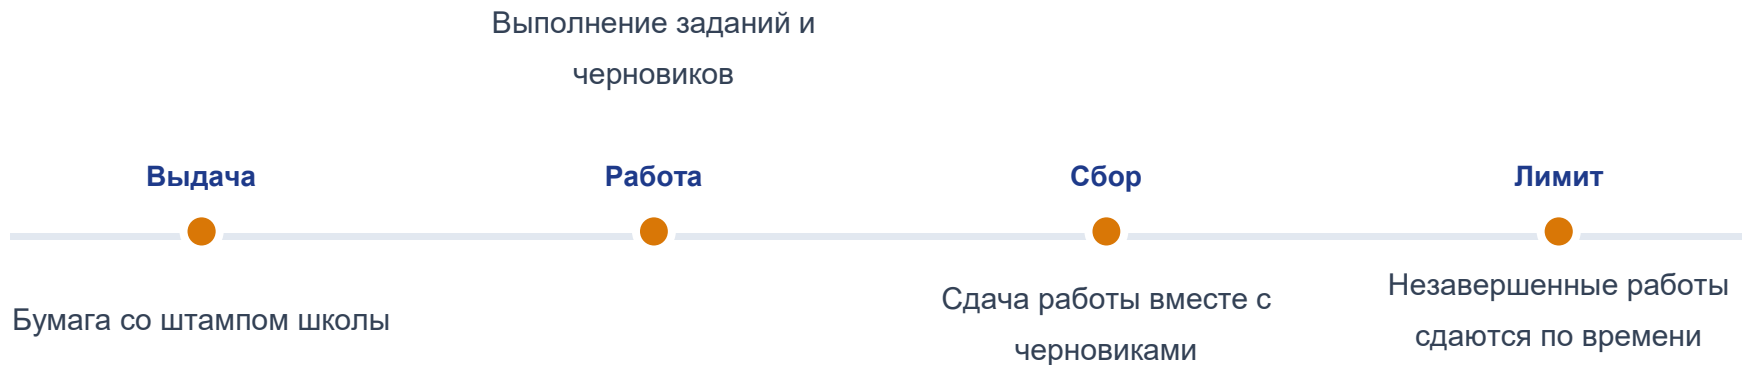 Выполнение заданий и
черновиков
Выдача
Работа
Сбор
Лимит
Бумага со штампом школы
Сдача работы вместе с
черновиками
Незавершенные работы
сдаются по времени